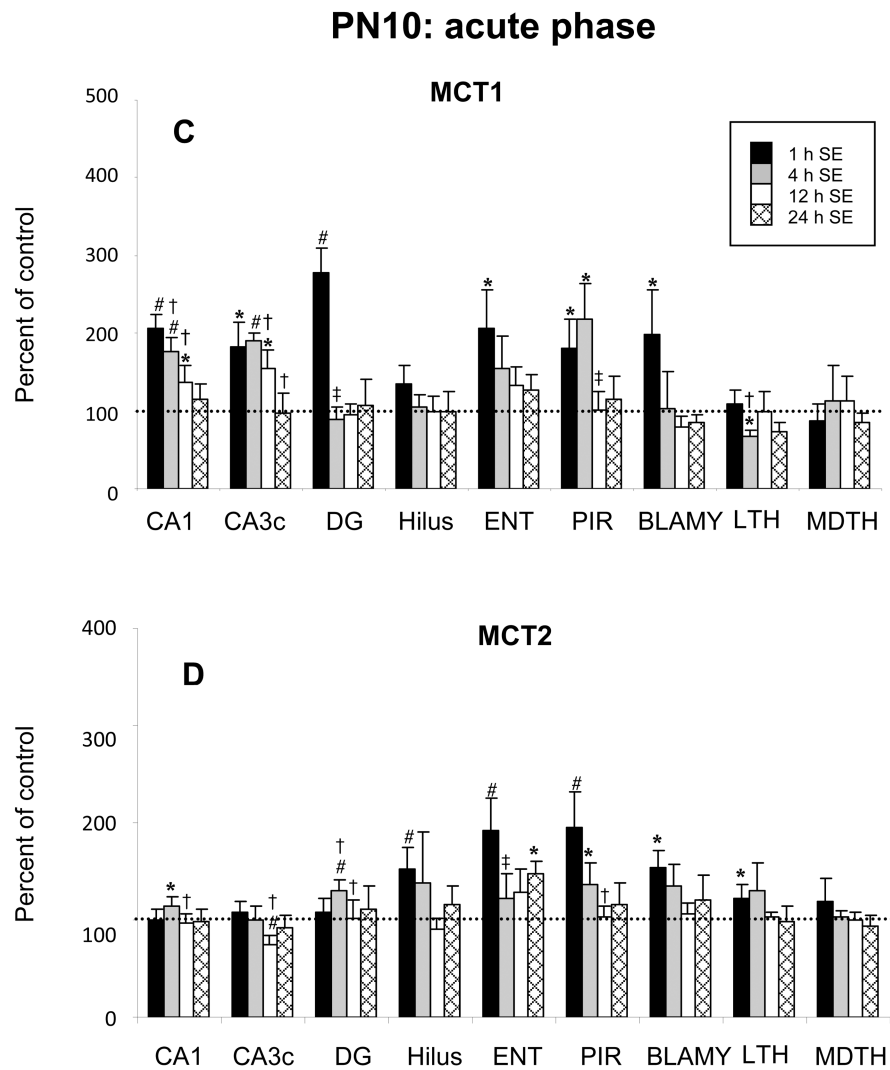 PN10: acute phase
MCT1
C
Percent of control
500
400
300
200
100
0
1 h SE
4 h SE
12 h SE
24 h SE
# † # † *
* # † * †
# ‡
*
* * ‡
*
† *
CA1 CA3c DG Hilus ENT PIR BLAMY LTH MDTH
MCT2
D
Percent of control
400
300
200
100
0
* †
† #
† # †
#
# ‡ *
# * †
*
*
CA1 CA3c DG Hilus ENT PIR BLAMY LTH MDTH